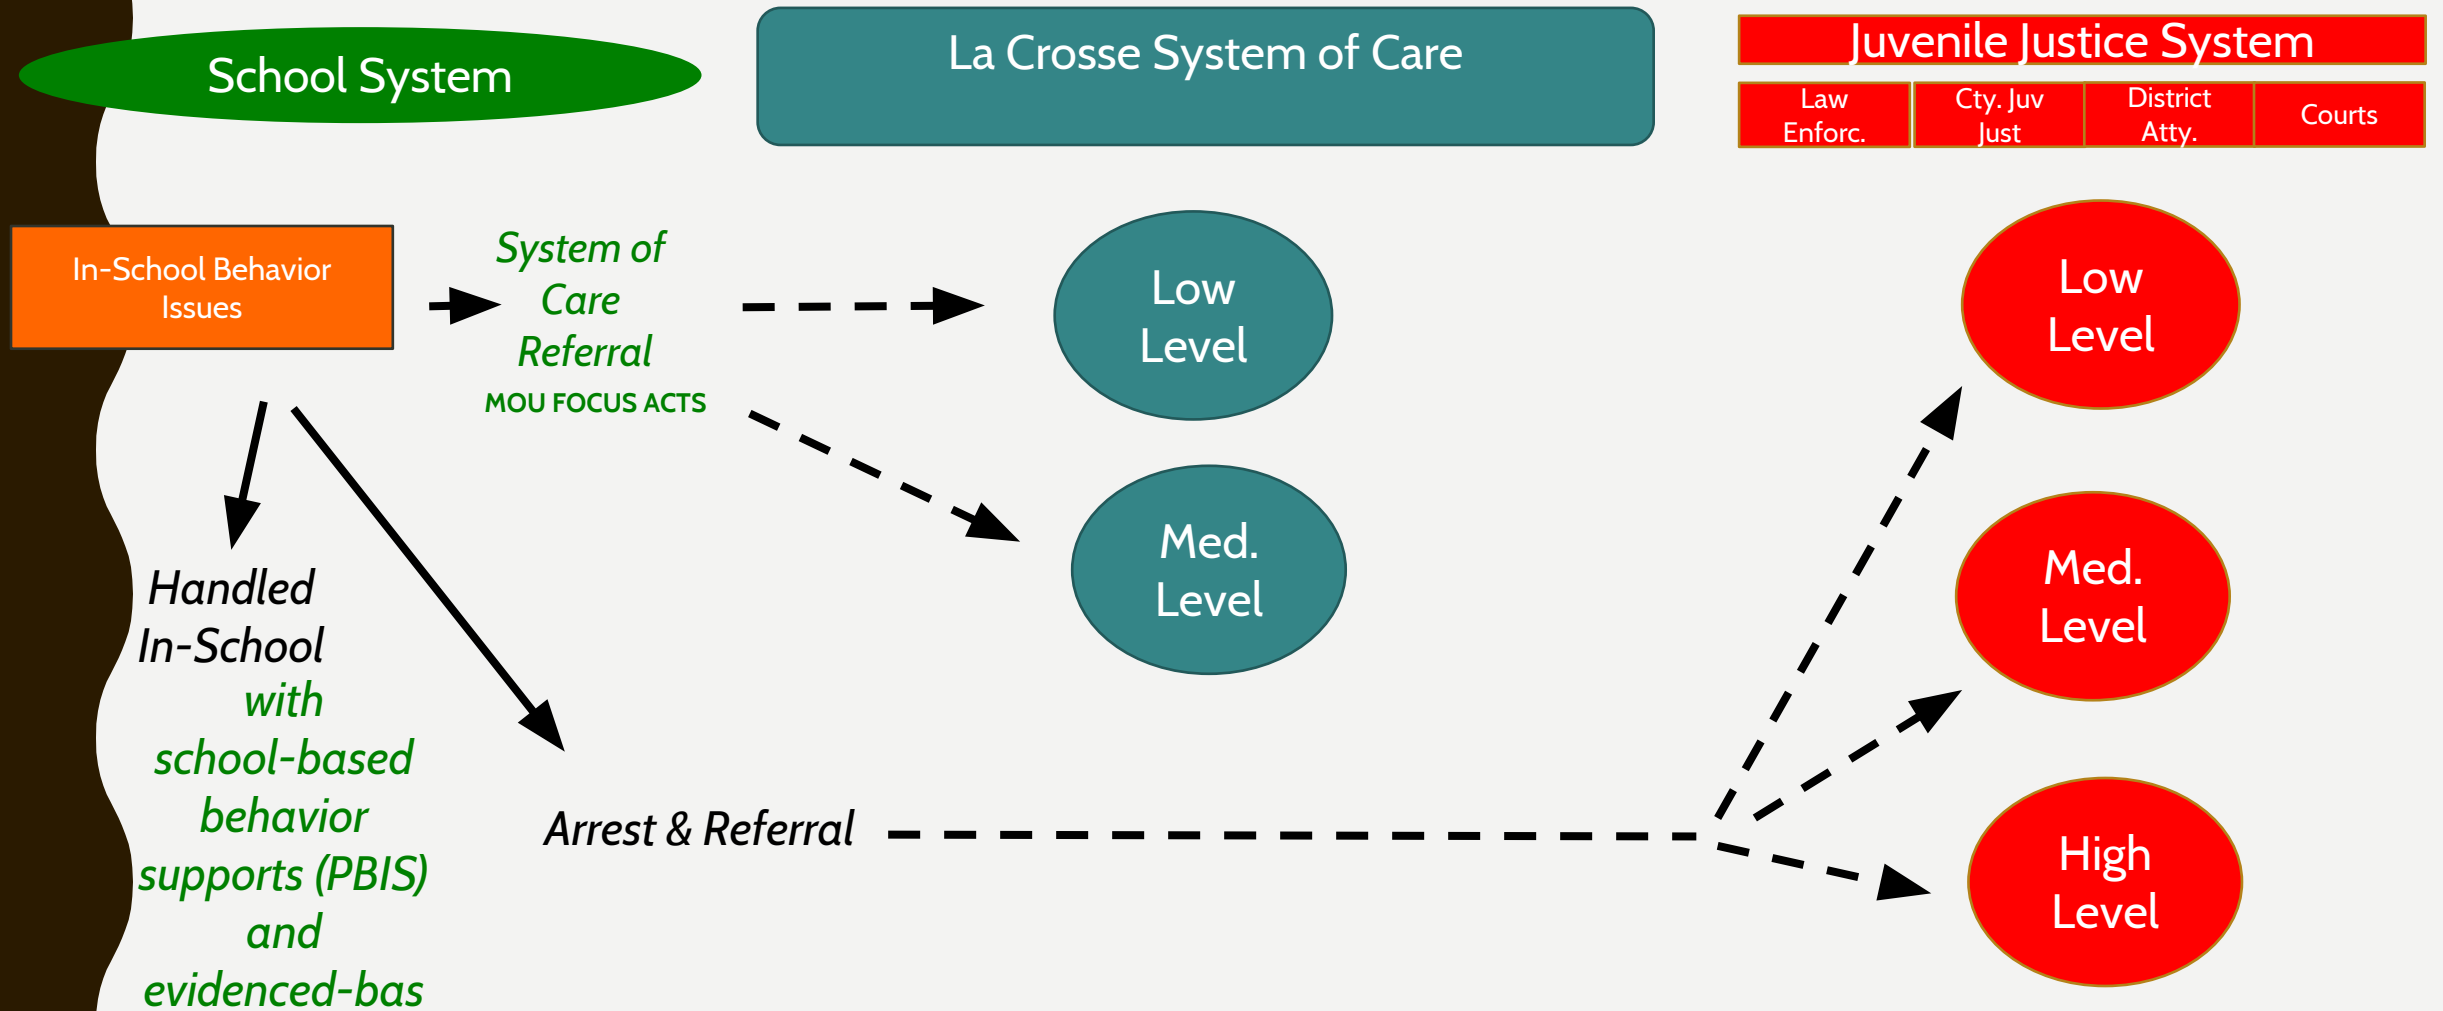 School System
La Crosse System of Care
Juvenile Justice System
Law
Enforc.
Cty. Juv
Just
District
Atty.
Courts
In-School Behavior
Issues
System of
Care
Referral
MOU FOCUS ACTS
Low
Level
Med.
Level
Low
Level
Med.
Level
High
Level
Handled
In-School
with
school-based
behavior
supports (PBIS)
and
evidenced-bas
Arrest & Referral